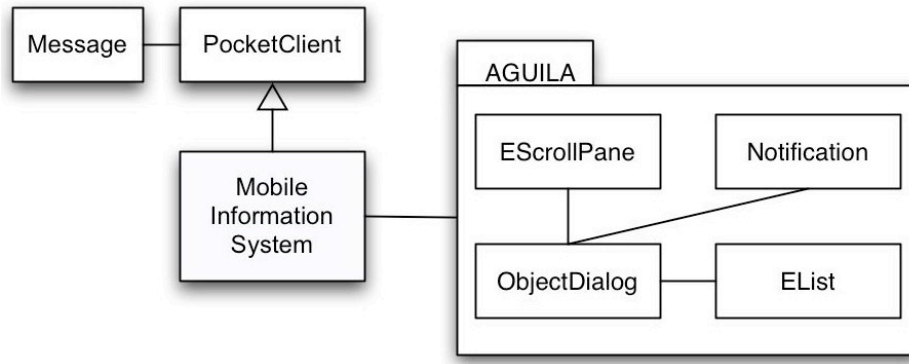 Message
PocketClient
AGUILA
EScrollPane
Notification
Mobile
Information
System
ObjectDialog
EList